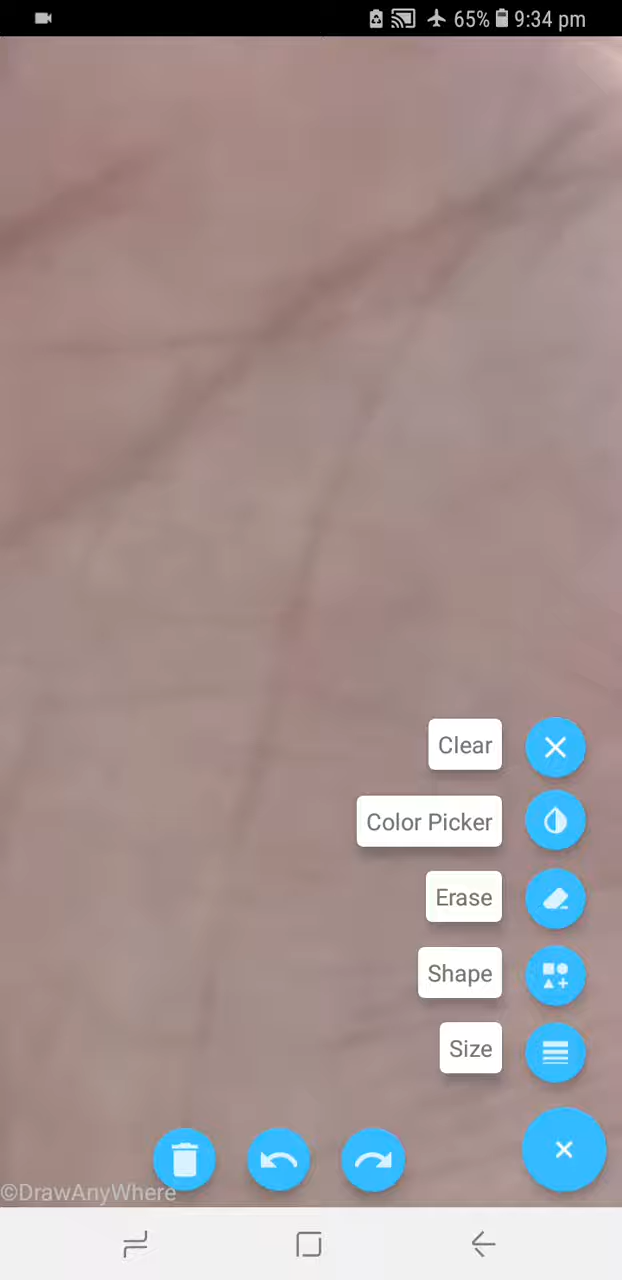 65% 9:34 pm
Clear
Color Picker
Erase
Shape
Size
©DrawAnyWhere